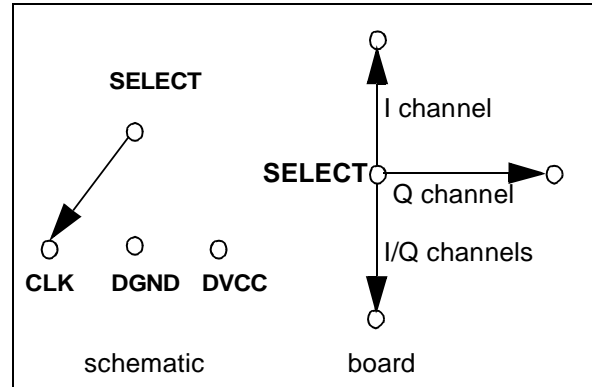 SELECT
CLK DGND DVCC
schematic
I channel
SELECT
Q channel
I/Q channels
board